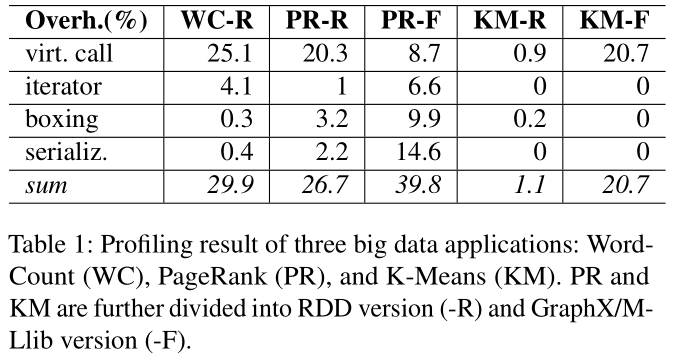 Overh.(%) WC-R PR-R PR-F KM-R KM-F
virt. call 25.1 20.3 8.7 0.9 20.7
iterator 4.1 1 6.6 0 0
boxing 0.3 3.2 9.9 0.2 0
serializ. 0.4 2.2 14.6 0 0
sum 29.9 26.7 39.8 1.1 20.7
Table 1: Profiling result of three big data applications: Word-
Count (WC), PageRank (PR), and K-Means (KM). PR and
KM are further divided into RDD version (-R) and GraphX/M-
Llib version (-F).